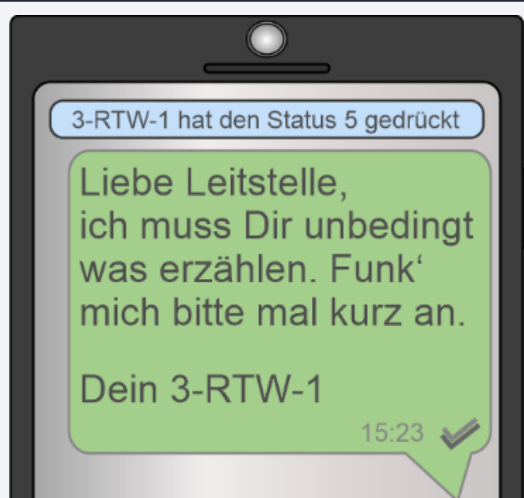 3-RTW-1 hat den Status 5 gedrückt
Liebe Leitstelle,
ich muss Dir unbedingt
was erzählen. Funk‘
mich bitte mal kurz an.
Dein 3-RTW-1
15:23